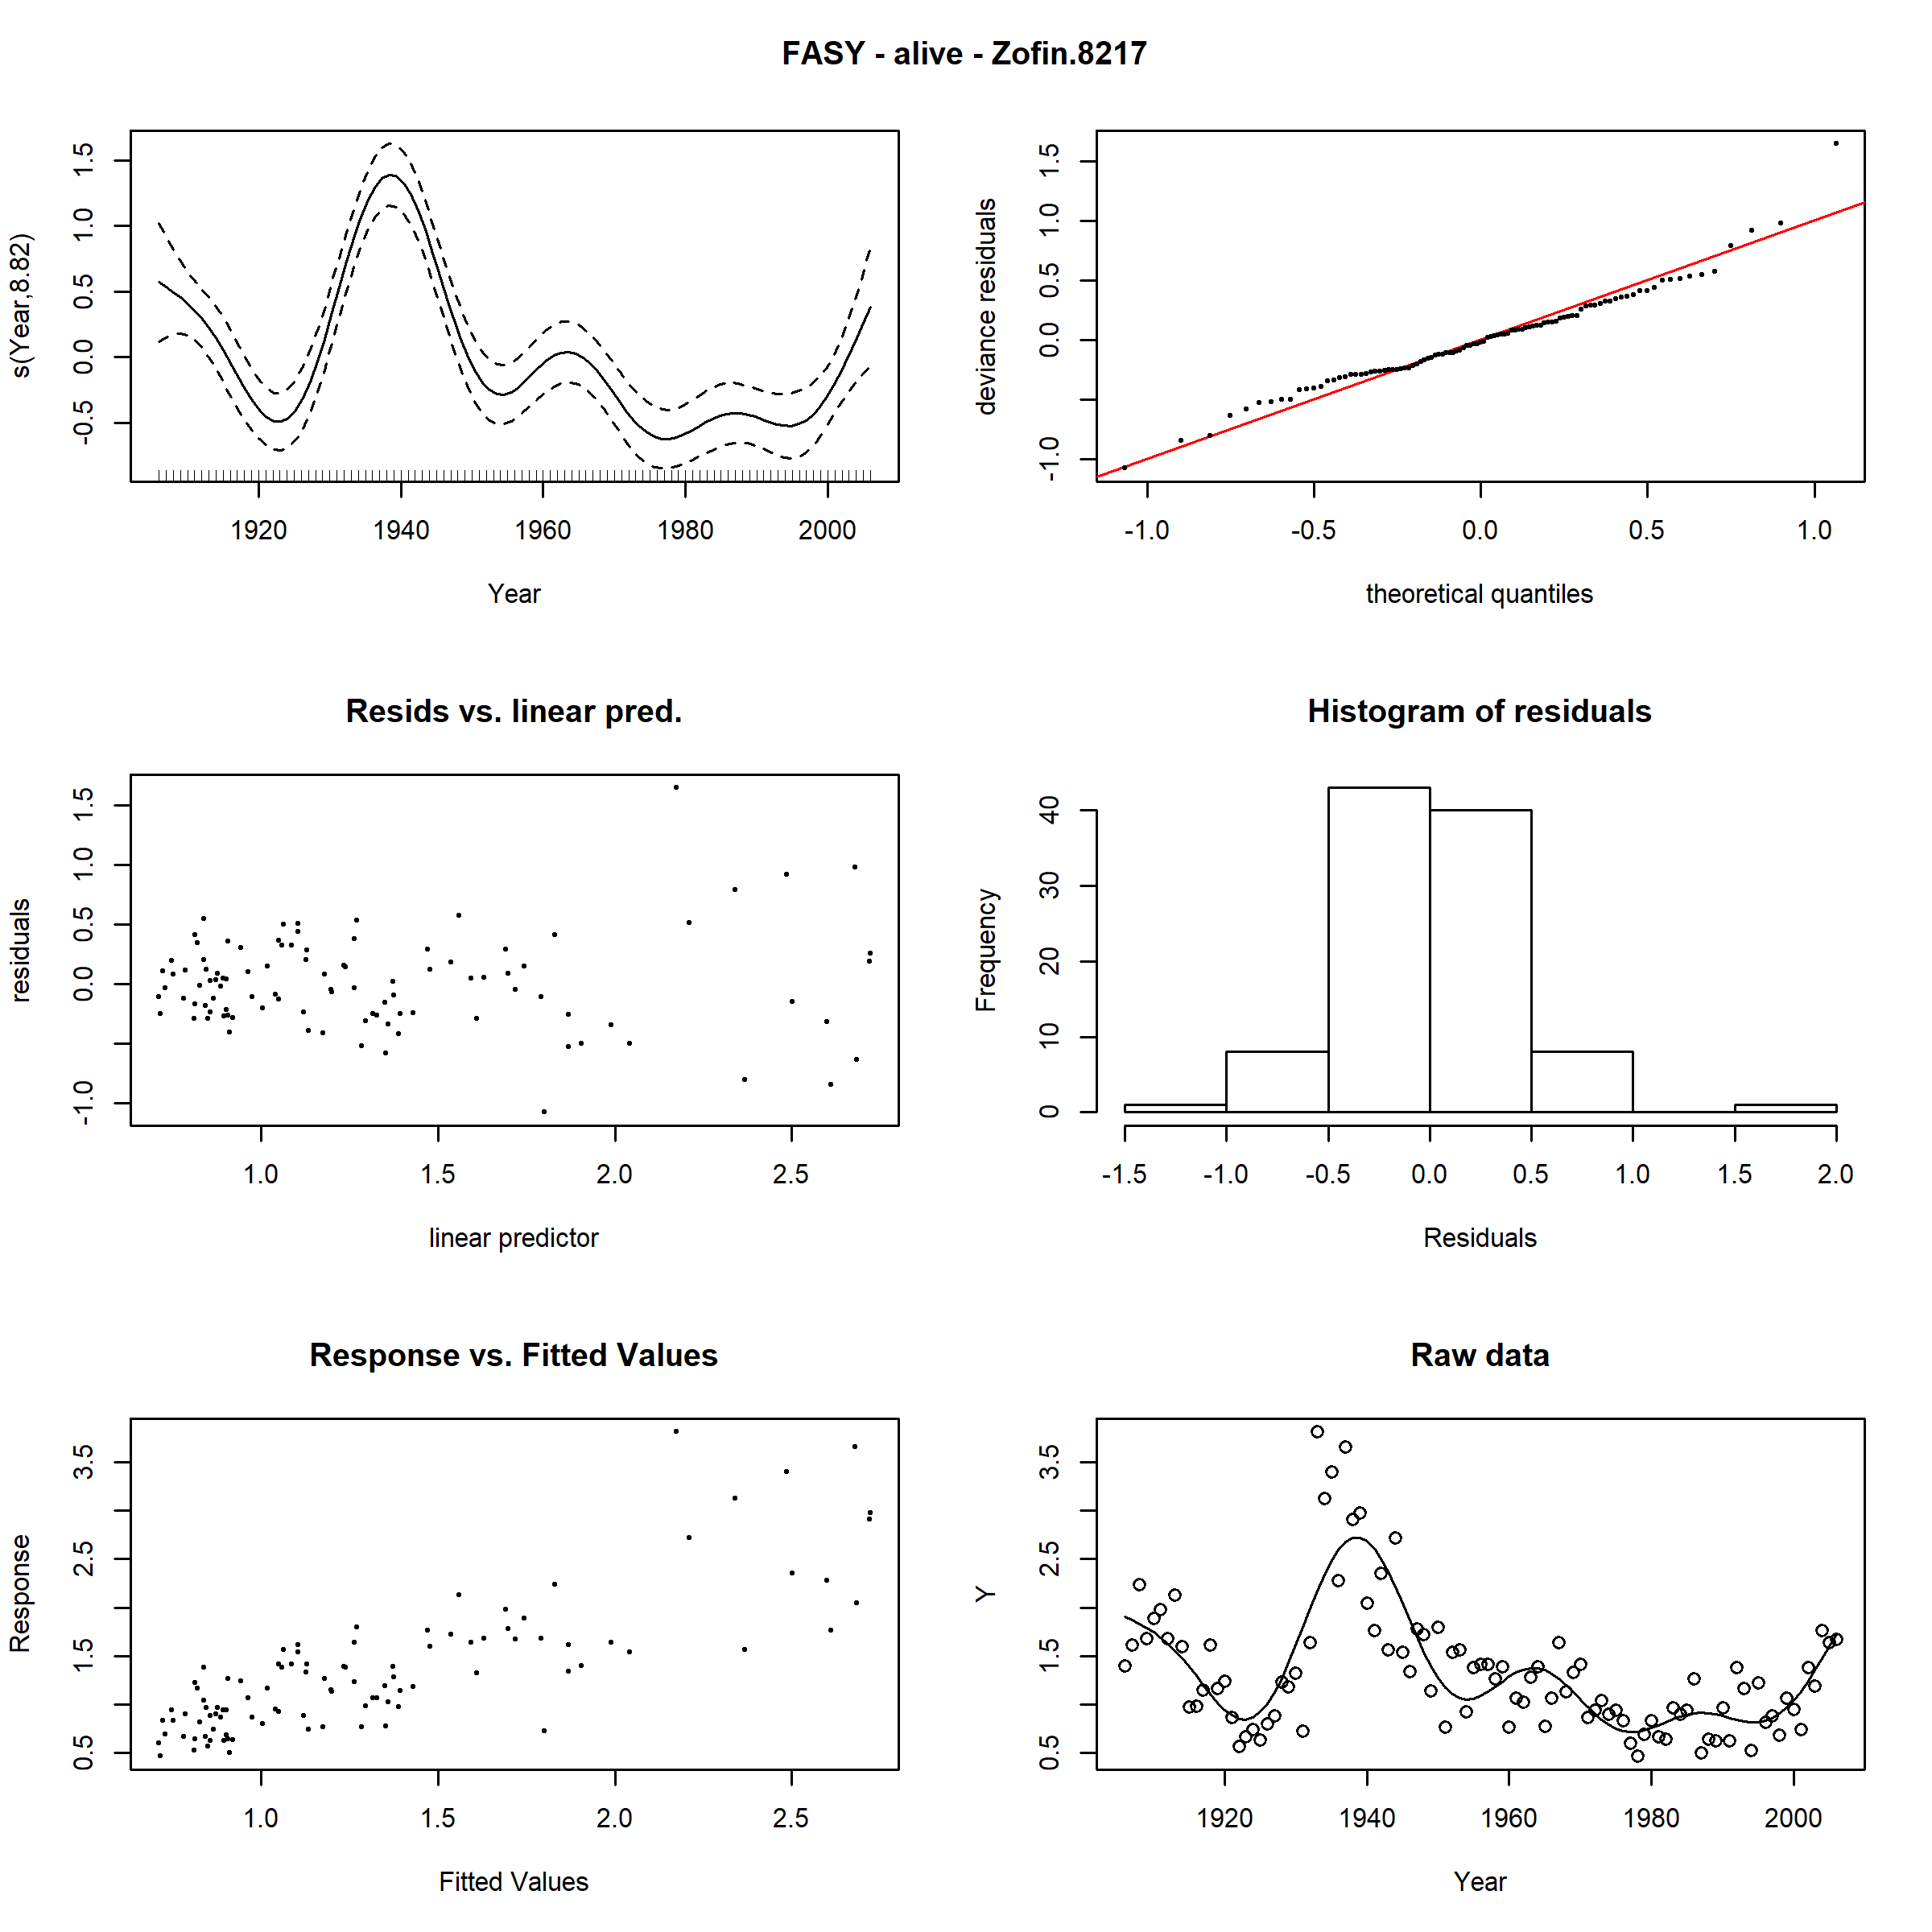 FASY - alive - Zofin.8217
s(Year,8.82)
-0.5 0.0 0.5 1.0 1.5
1920 1940 1960 1980 2000
Year
deviance residuals
-1.0 0.0 0.5 1.0 1.5
-1.0 -0.5 0.0 0.5 1.0
theoretical quantiles
Resids vs. linear pred.
residuals
-1.0 0.0 0.5 1.0 1.5
1.0 1.5 2.0 2.5
linear predictor
Histogram of residuals
Frequency
0 10 20 30 40
-1.5 -1.0 -0.5 0.0 0.5 1.0 1.5 2.0
Residuals
Response vs. Fitted Values
Response
0.5 1.5 2.5 3.5
1.0 1.5 2.0 2.5
Fitted Values
Raw data
Y
0.5 1.5 2.5 3.5
1920 1940 1960 1980 2000
Year